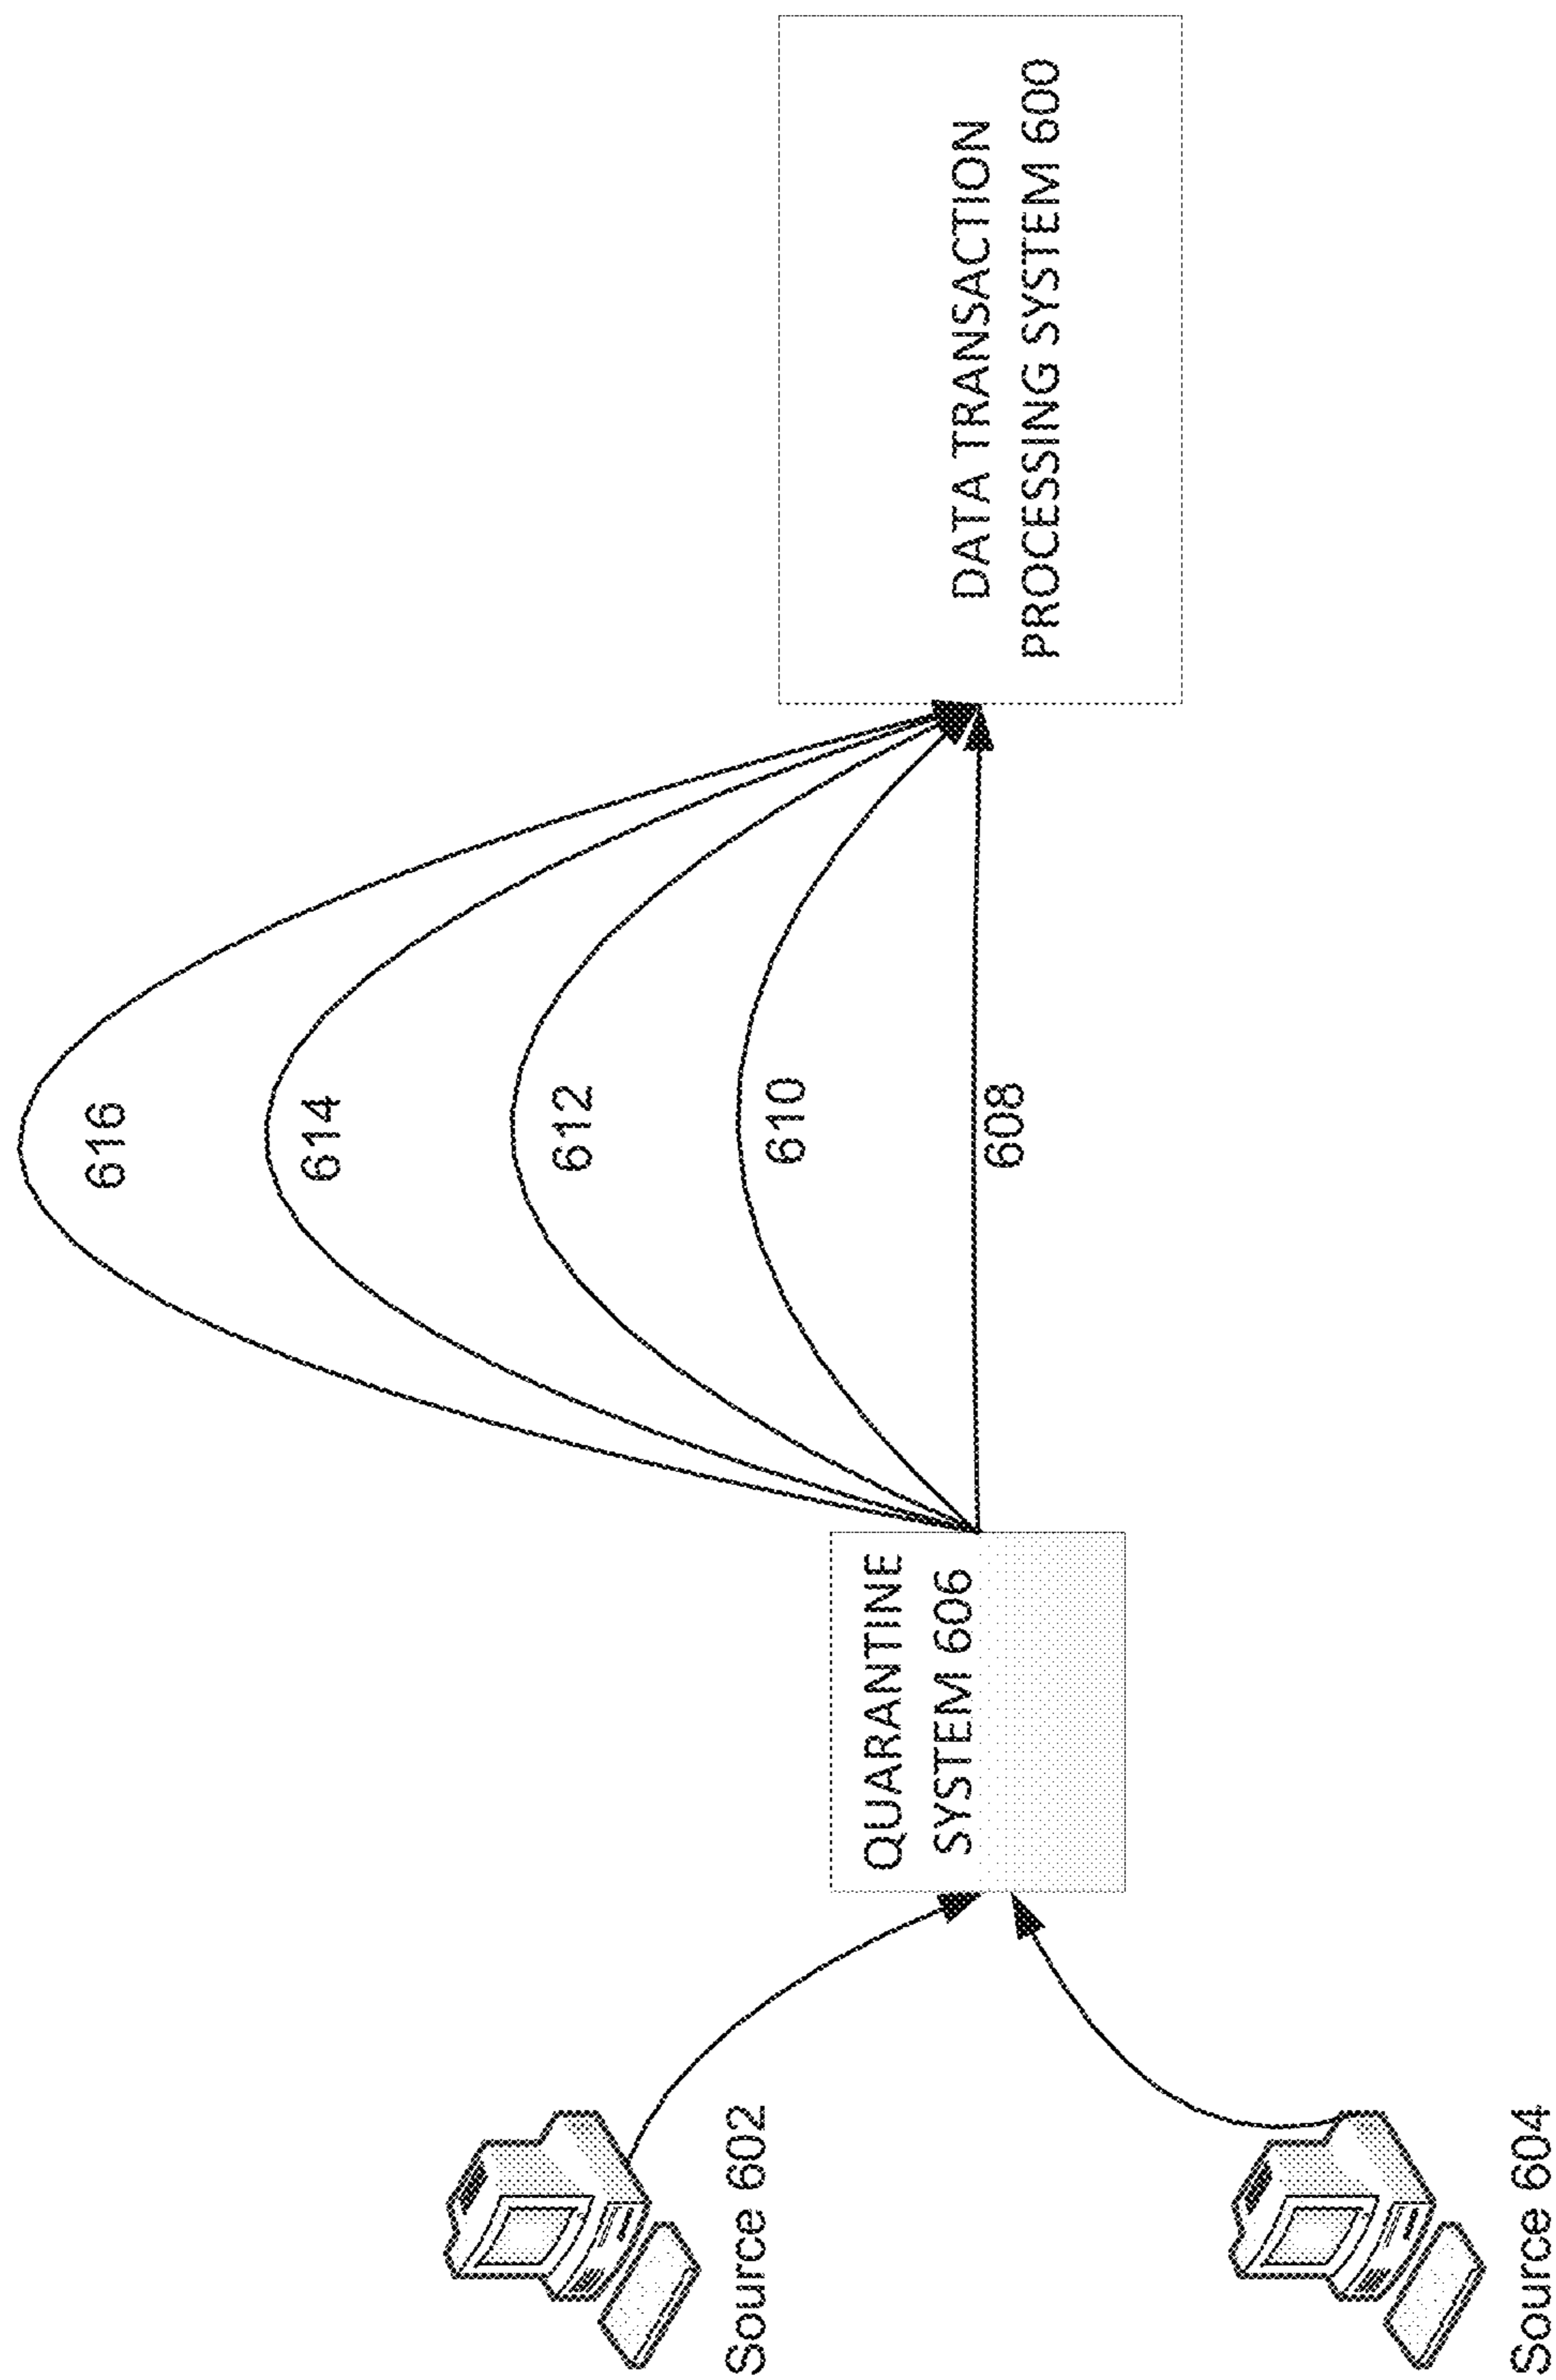 616
614
612
610
608
DATA TRANSACTION
PROCESSING SYSTEM 600
QUARANTINE
SYSTEM 606
Source 602
Source 604